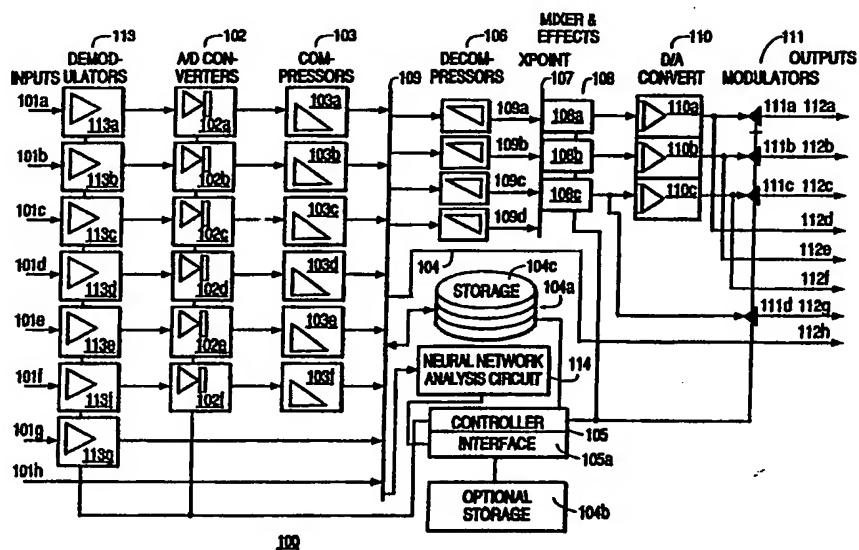 113
DEMOD-
ULATORS
102
A/D CON-
VERTERS
103
COM-
PRESSORS
109
106
DECOM-
PRESSORS
MIXER &
EFFECTS
XPOINT
107
108
110
D/A
CONVERT
111
MODULATORS
OUTPUTS
INPUTS
101a
113a
102a
103a
109a
108a
110a
111a 112a
101b
113b
102b
103b
109b
108b
110b
111b 112b
101c
113c
102c
103c
109c
108c
110c
111c 112c
109d
112d
112e
112f
101d
113d
102d
103d
104
104c
STORAGE
104a
111d 112g
112h
101e
113e
102e
103e
NEURAL NETWORK
ANALYSIS CIRCUIT
114
101f
113f
102f
103f
CONTROLLER
105
INTERFACE
105a
101g
113g
101h
OPTIONAL
STORAGE
104b
100